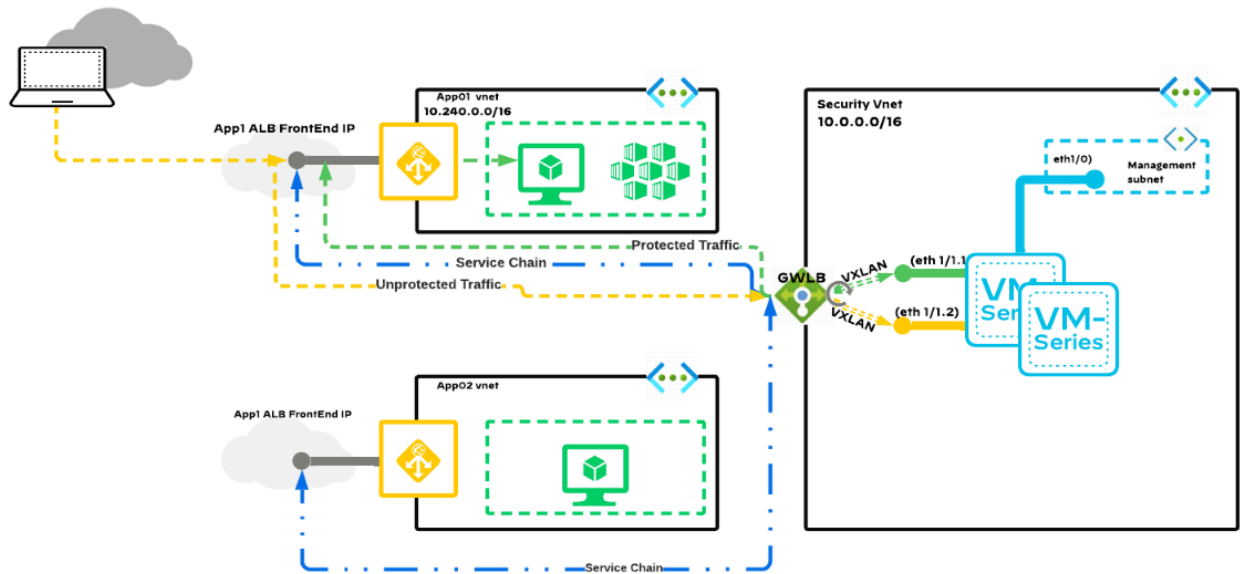 App01 vnet
10.240.0.0/16
App1 ALB FrontEnd IP
Security Vnet
10.0.0.0/16
eth1/0)
Management
subnet
Protected Traffic
Service Chain
Unprotected Traffic
GWLB
VXLAN
VXLAN
(eth 1/1.1
(eth 1/1.2)
VM
Ser
VM-
Series
App02 vnet
App1 ALB FrontEnd IP
Service Chain